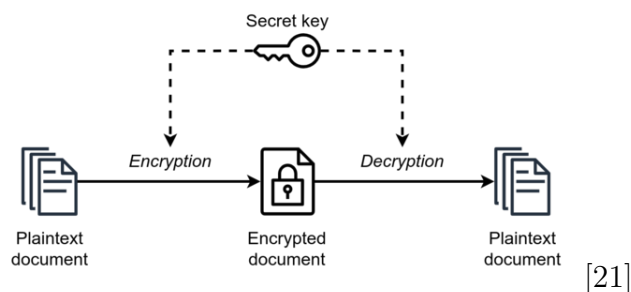 Secret key
Encryption
Decryption
Plaintext
document
Encrypted
document
Plaintext
document
[21]